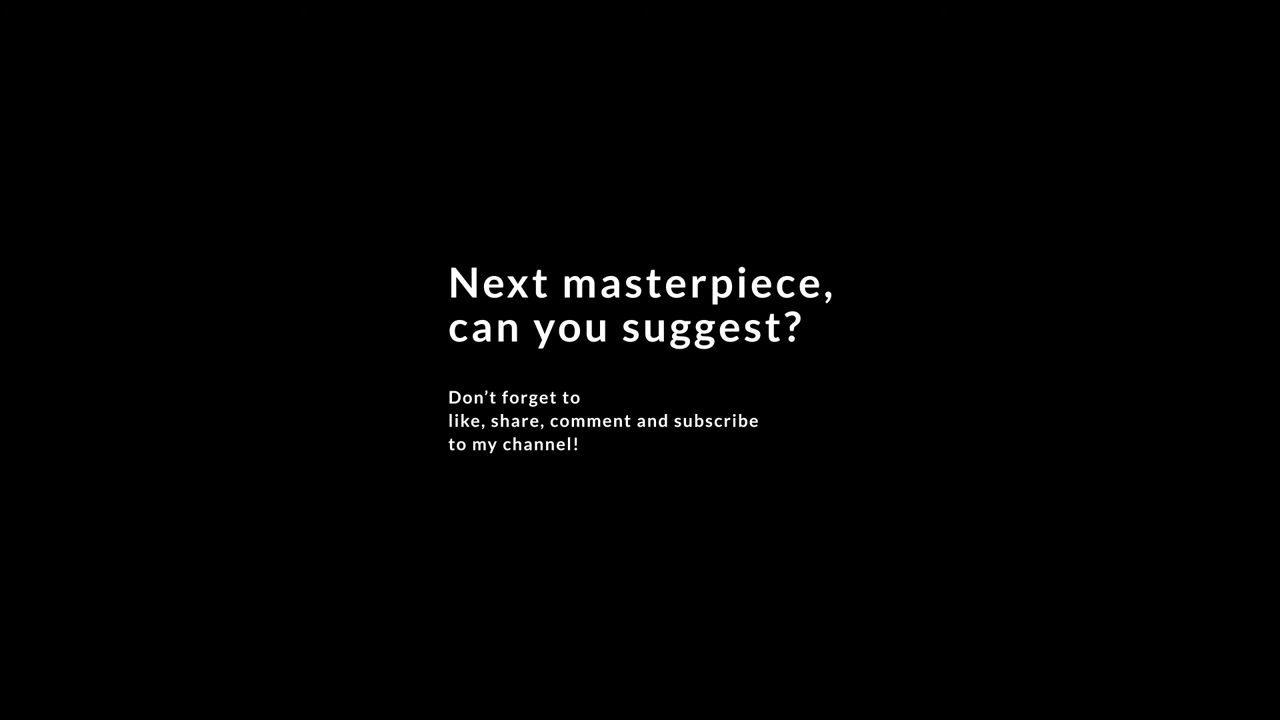 Next masterpiece,
can you suggest?
Don’t forget to
like, share, comment and subscribe
to my channel!